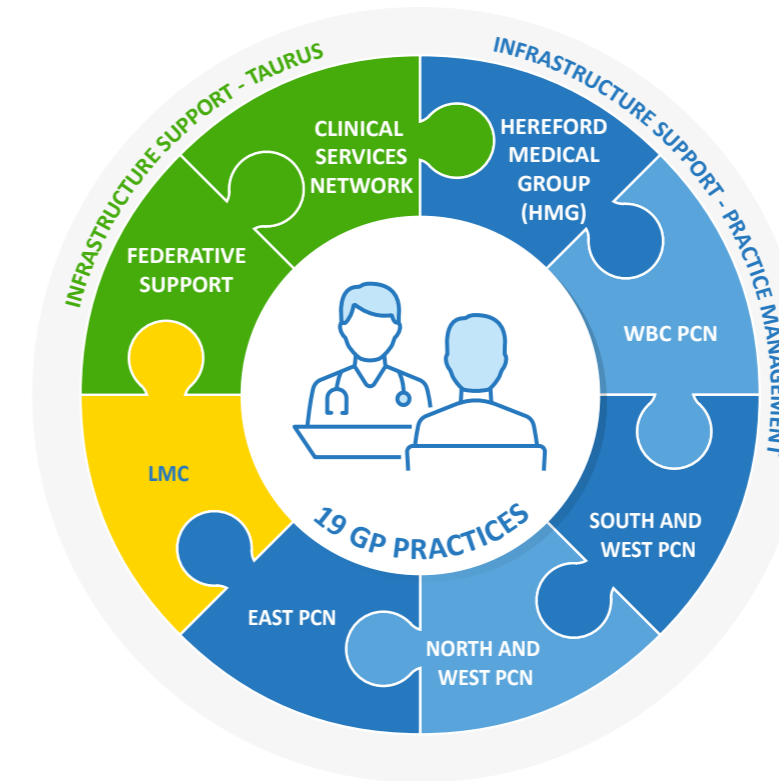 INFRASTRUCTURE SUPPORT - TAURUS
INFRASTRUCTURE SUPPORT - PRACTICE MANAGEMENT
CLINICAL
SERVICES
NETWORK
HEREFORD
MEDICAL
GROUP
(HMG)
FEDERATIVE
SUPPORT
WBC PCN
LMC
SOUTH AND
WEST PCN
EAST PCN
NORTH AND
WEST PCN
19 GP PRACTICES